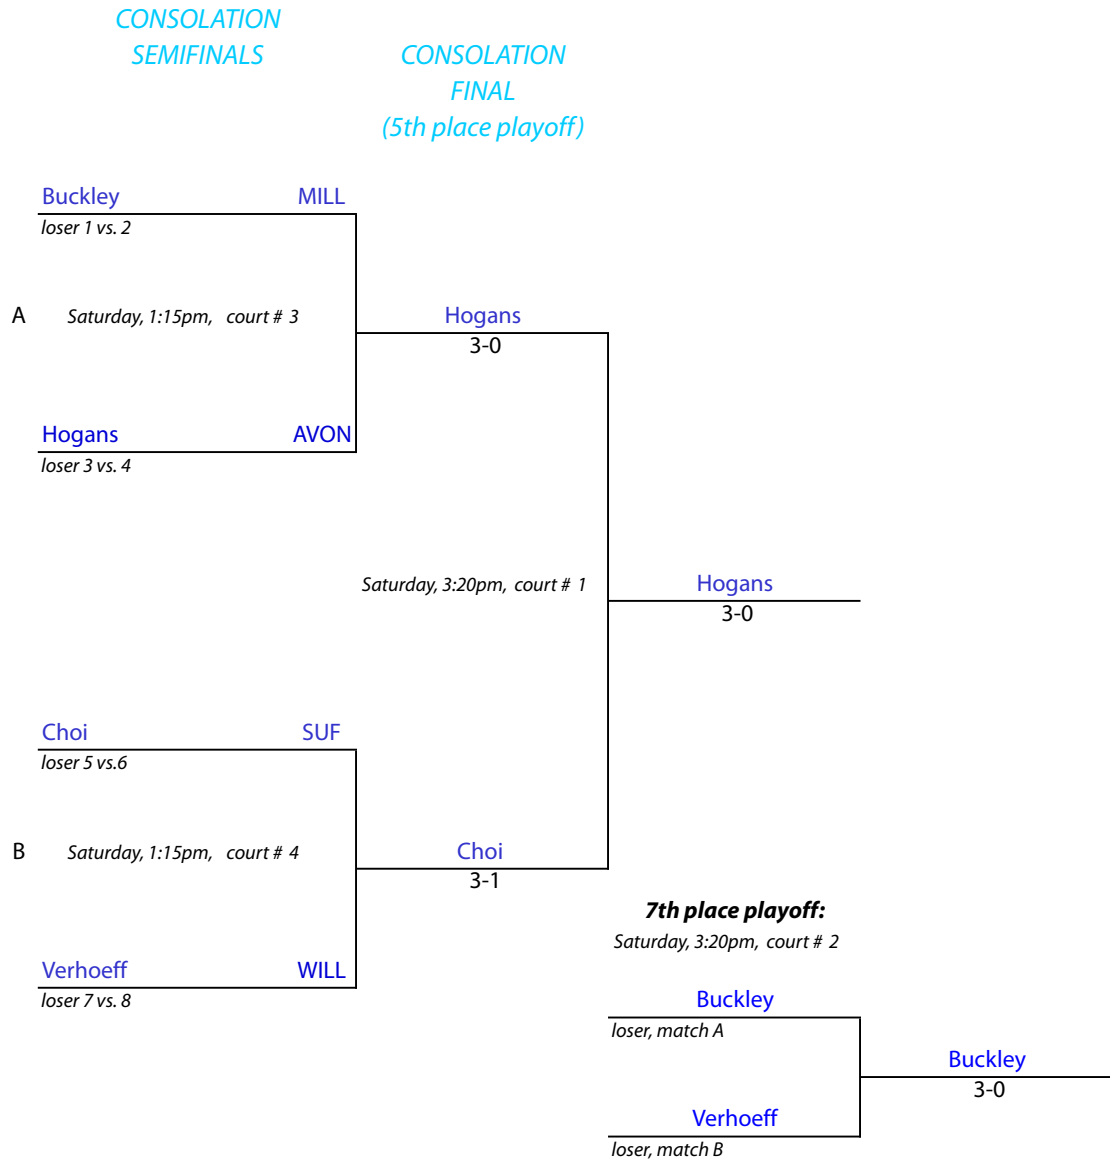 CONSOLATION
SEMIFINALS
CONSOLATION
FINAL
(5th place playoff)
Buckley MILL
loser 1 vs. 2
A Saturday, 1:15pm, court # 3
Hogans
3-0
Hogans AVON
loser 3 vs. 4
Saturday, 3:20pm, court # 1
Hogans
3-0
Choi SUF
loser 5 vs.6
B Saturday, 1:15pm, court # 4
Choi
3-1
Verhoeff WILL
loser 7 vs. 8
7th place playoff:
Saturday, 3:20pm, court # 2
Buckley
loser, match A
Buckley
3-0
Verhoeff
loser, match B